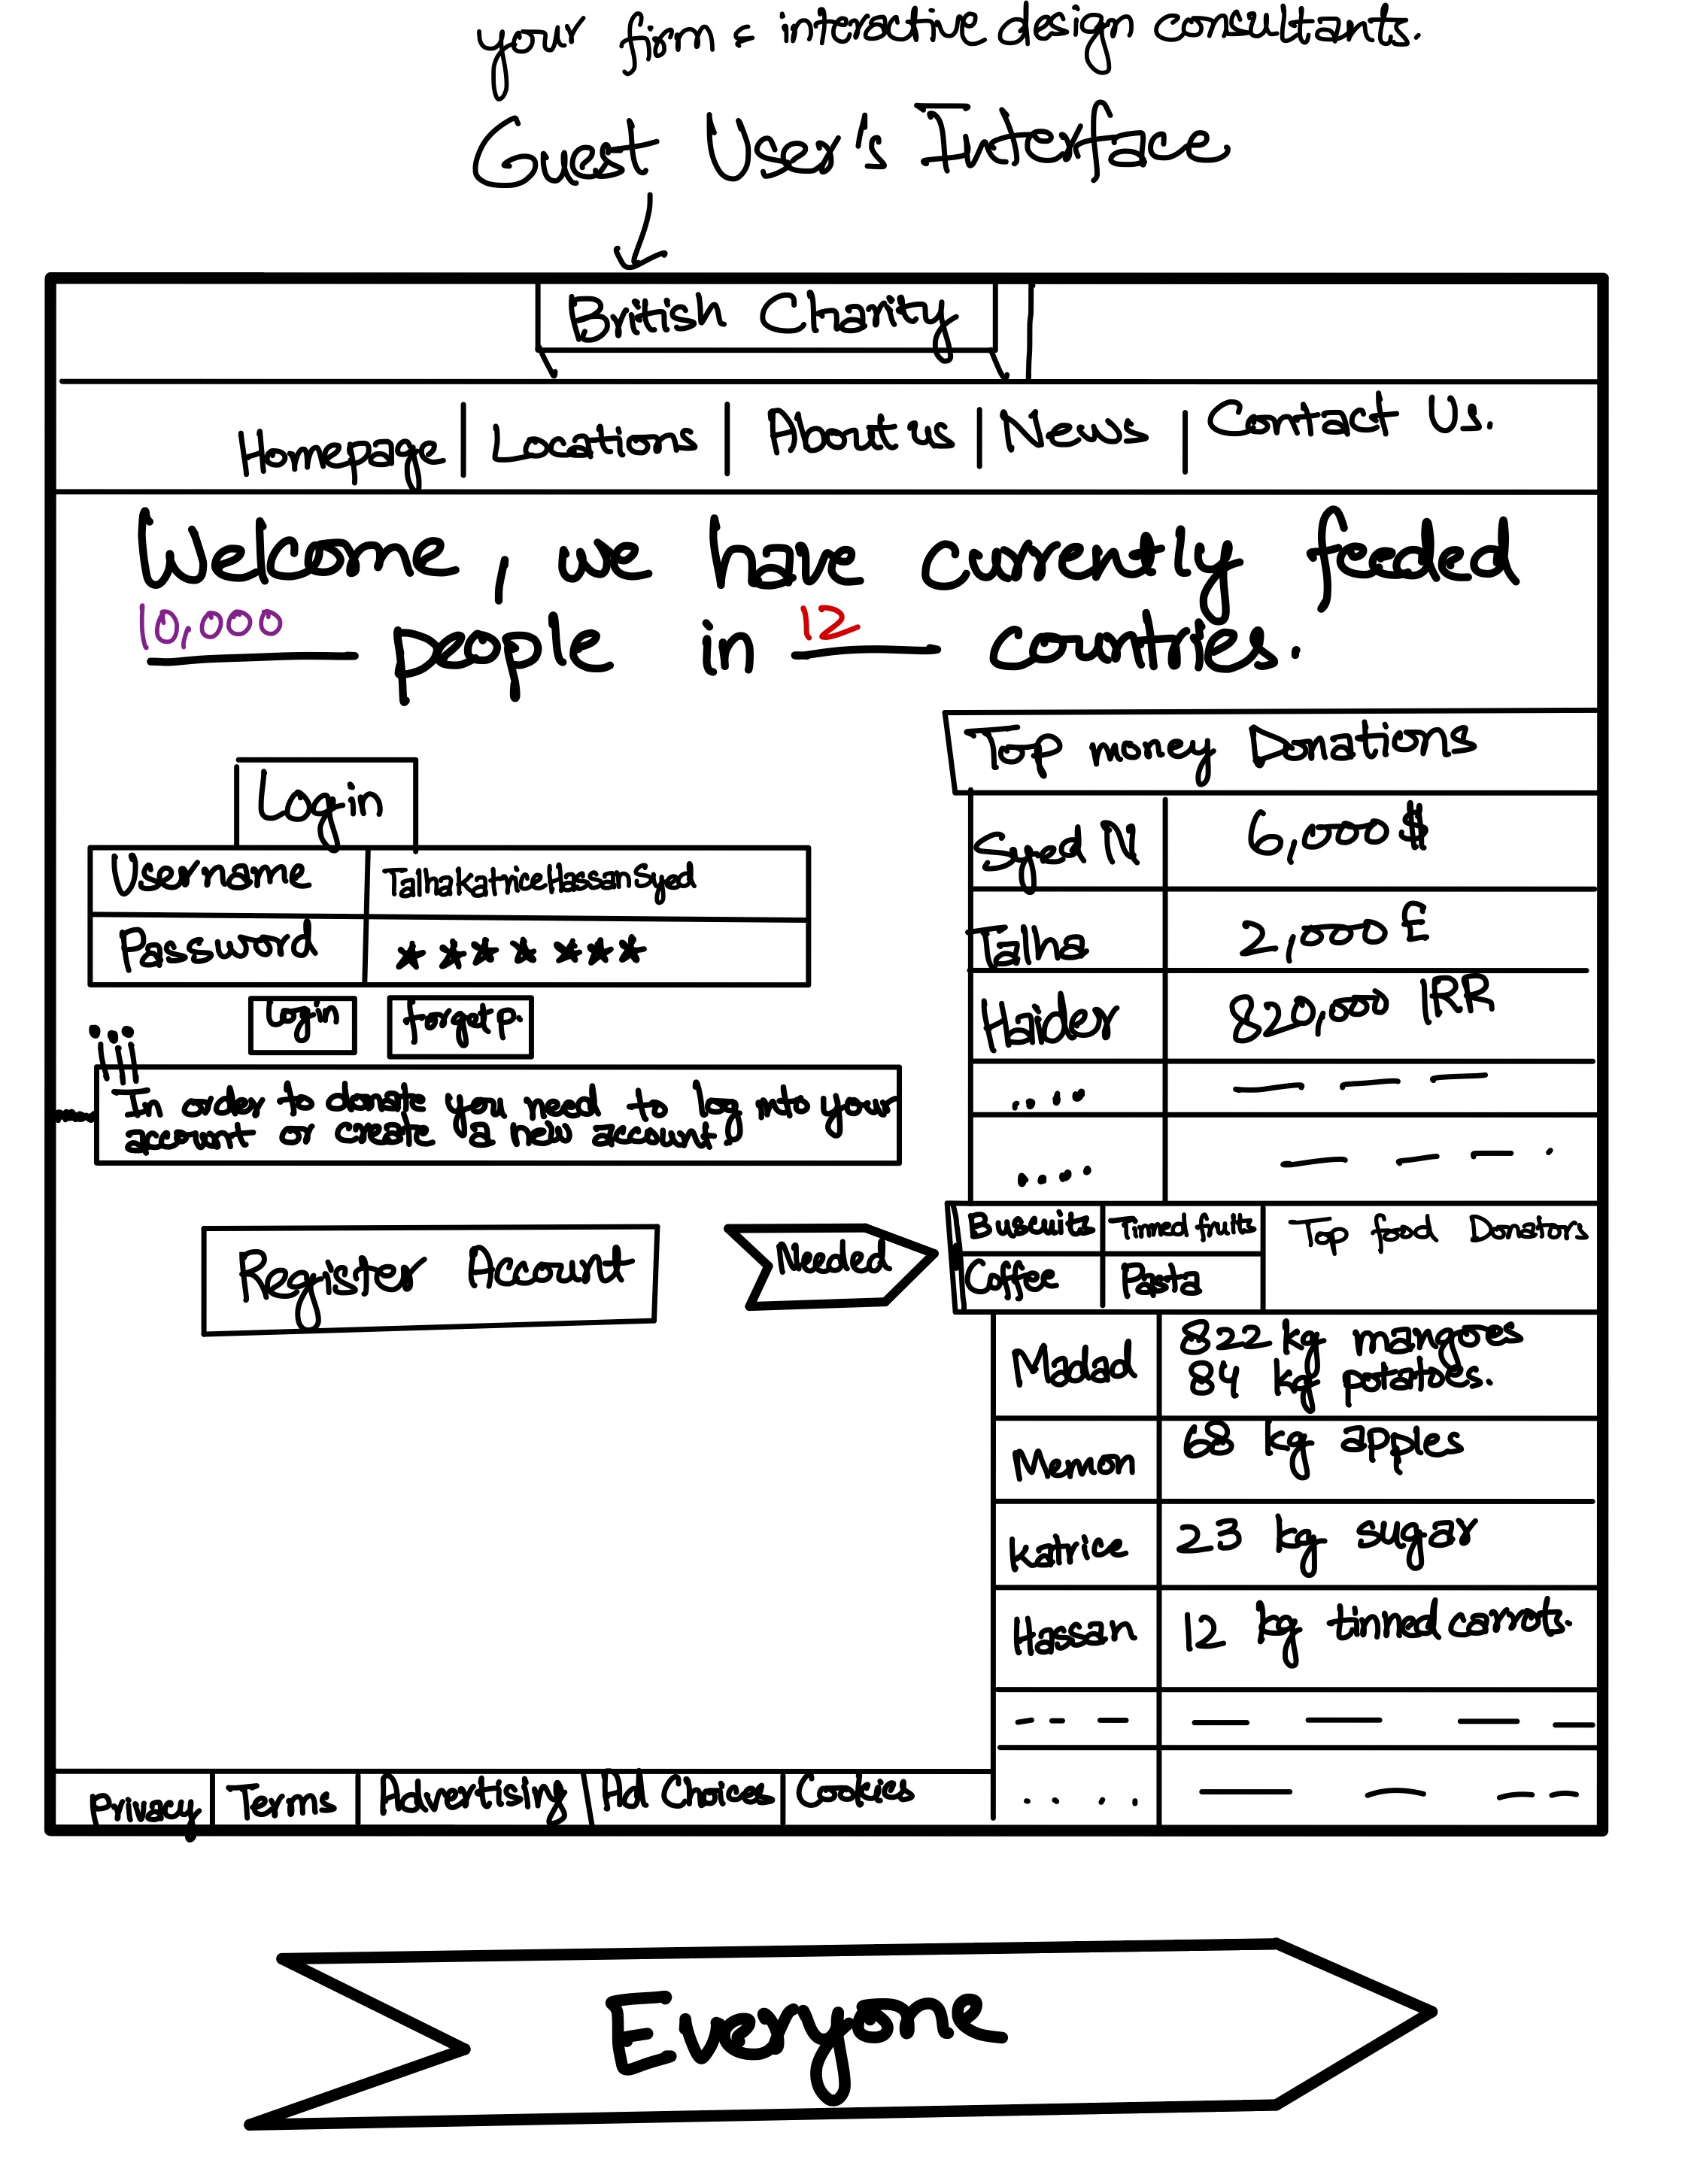 your firm = interactive design consultants.
Guest User's Interface
British Charity
Homepage | Locations | About us | News | Contact Us.
Welcome, we have currently feeded
10,000 people in 12 countries.
Top money Donations
Syed N 6,000 $
Talha 2,000 £
Haider 820,000 IRR
.... — — —
.... — — — .
Login
Username TalhaKatriceHassanSyed
Password *******
Login forget p.
iii
In order to donate you need to log into your
account or create a new account.
Register Account
Needed
Buscuits Tinned fruits
Coffee Pasta
Top food Donators
Madad 822 kg mangoes
84 kg potatoes.
Memon 68 kg apples
Katrice 23 kg sugar
Hassan 12 kg tinned carrots.
- - - — — — —
. . . . — — — —
Privacy | Terms | Advertising | Ad Choices | Cookies
Everyone